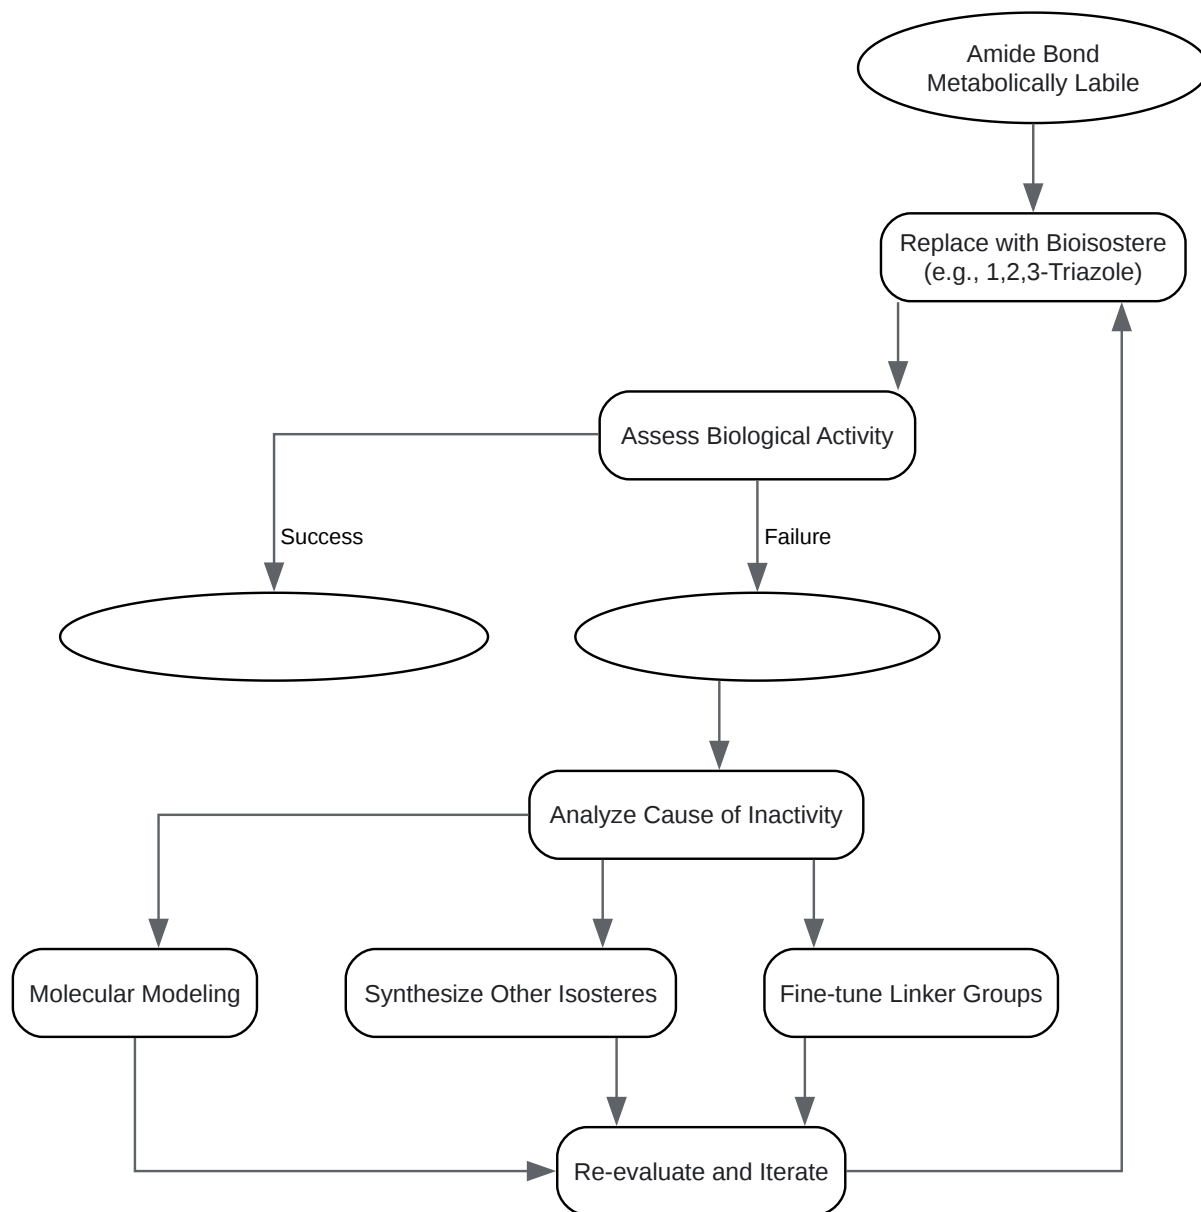 Amide Bond
Metabolically Labile
Replace with Bioisostere
(e.g., 1,2,3-Triazole)
Assess Biological Activity
Success
Failure
Analyze Cause of Inactivity
Molecular Modeling
Synthesize Other Isosteres
Fine-tune Linker Groups
Re-evaluate and Iterate